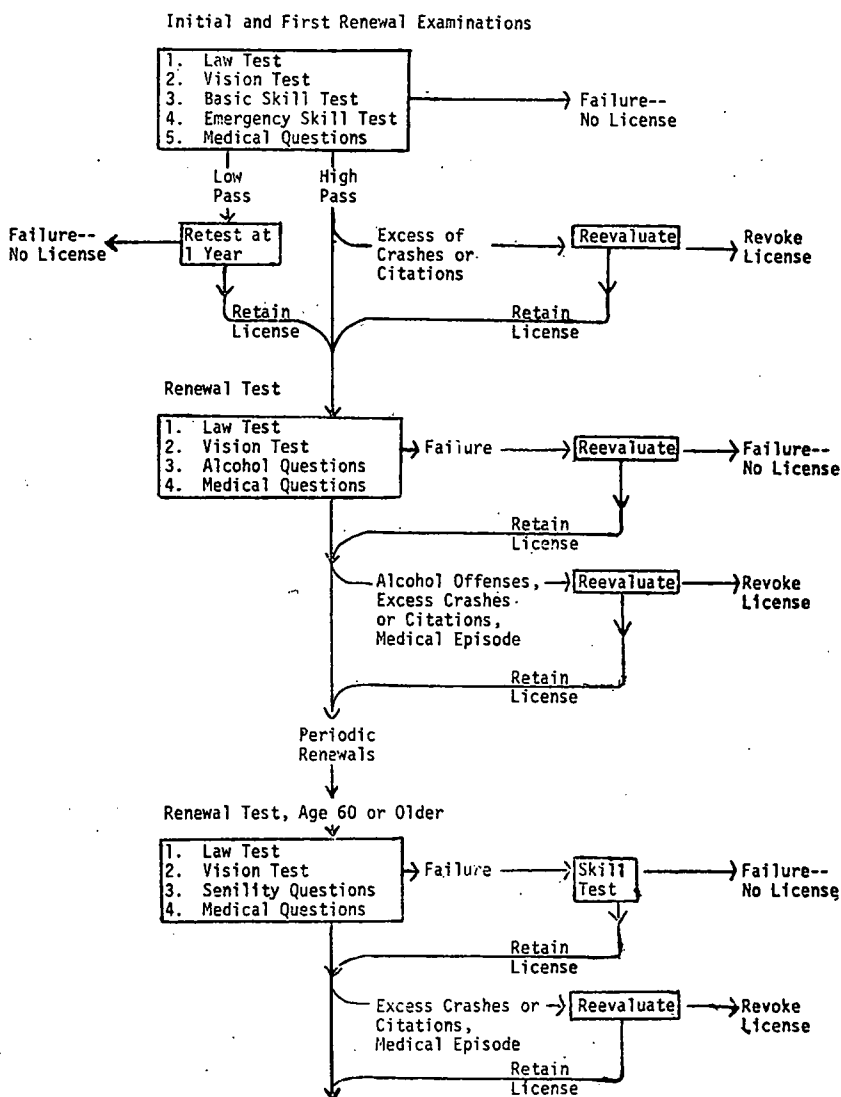 Initial and First Renewal Examinations
1. Law Test
2. Vision Test
3. Basic Skill Test
4. Emergency Skill Test
5. Medical Questions
Failure--
No License
Low
Pass
High
Pass
Failure--
No License
Retest at
1 Year
Excess of
Crashes or
Citations
Reevaluate
Revoke
License
Retain
License
Retain
License
Renewal Test
1. Law Test
2. Vision Test
3. Alcohol Questions
4. Medical Questions
Failure
Reevaluate
Failure--
No License
Retain
License
Alcohol Offenses,
Excess Crashes
or Citations,
Medical Episode
Reevaluate
Revoke
License
Retain
License
Periodic
Renewals
Renewal Test, Age 60 or Older
1. Law Test
2. Vision Test
3. Senility Questions
4. Medical Questions
Failure
Skill
Test
Failure--
No License
Retain
License
Excess Crashes or
Citations,
Medical Episode
Reevaluate
Revoke
License
Retain
License